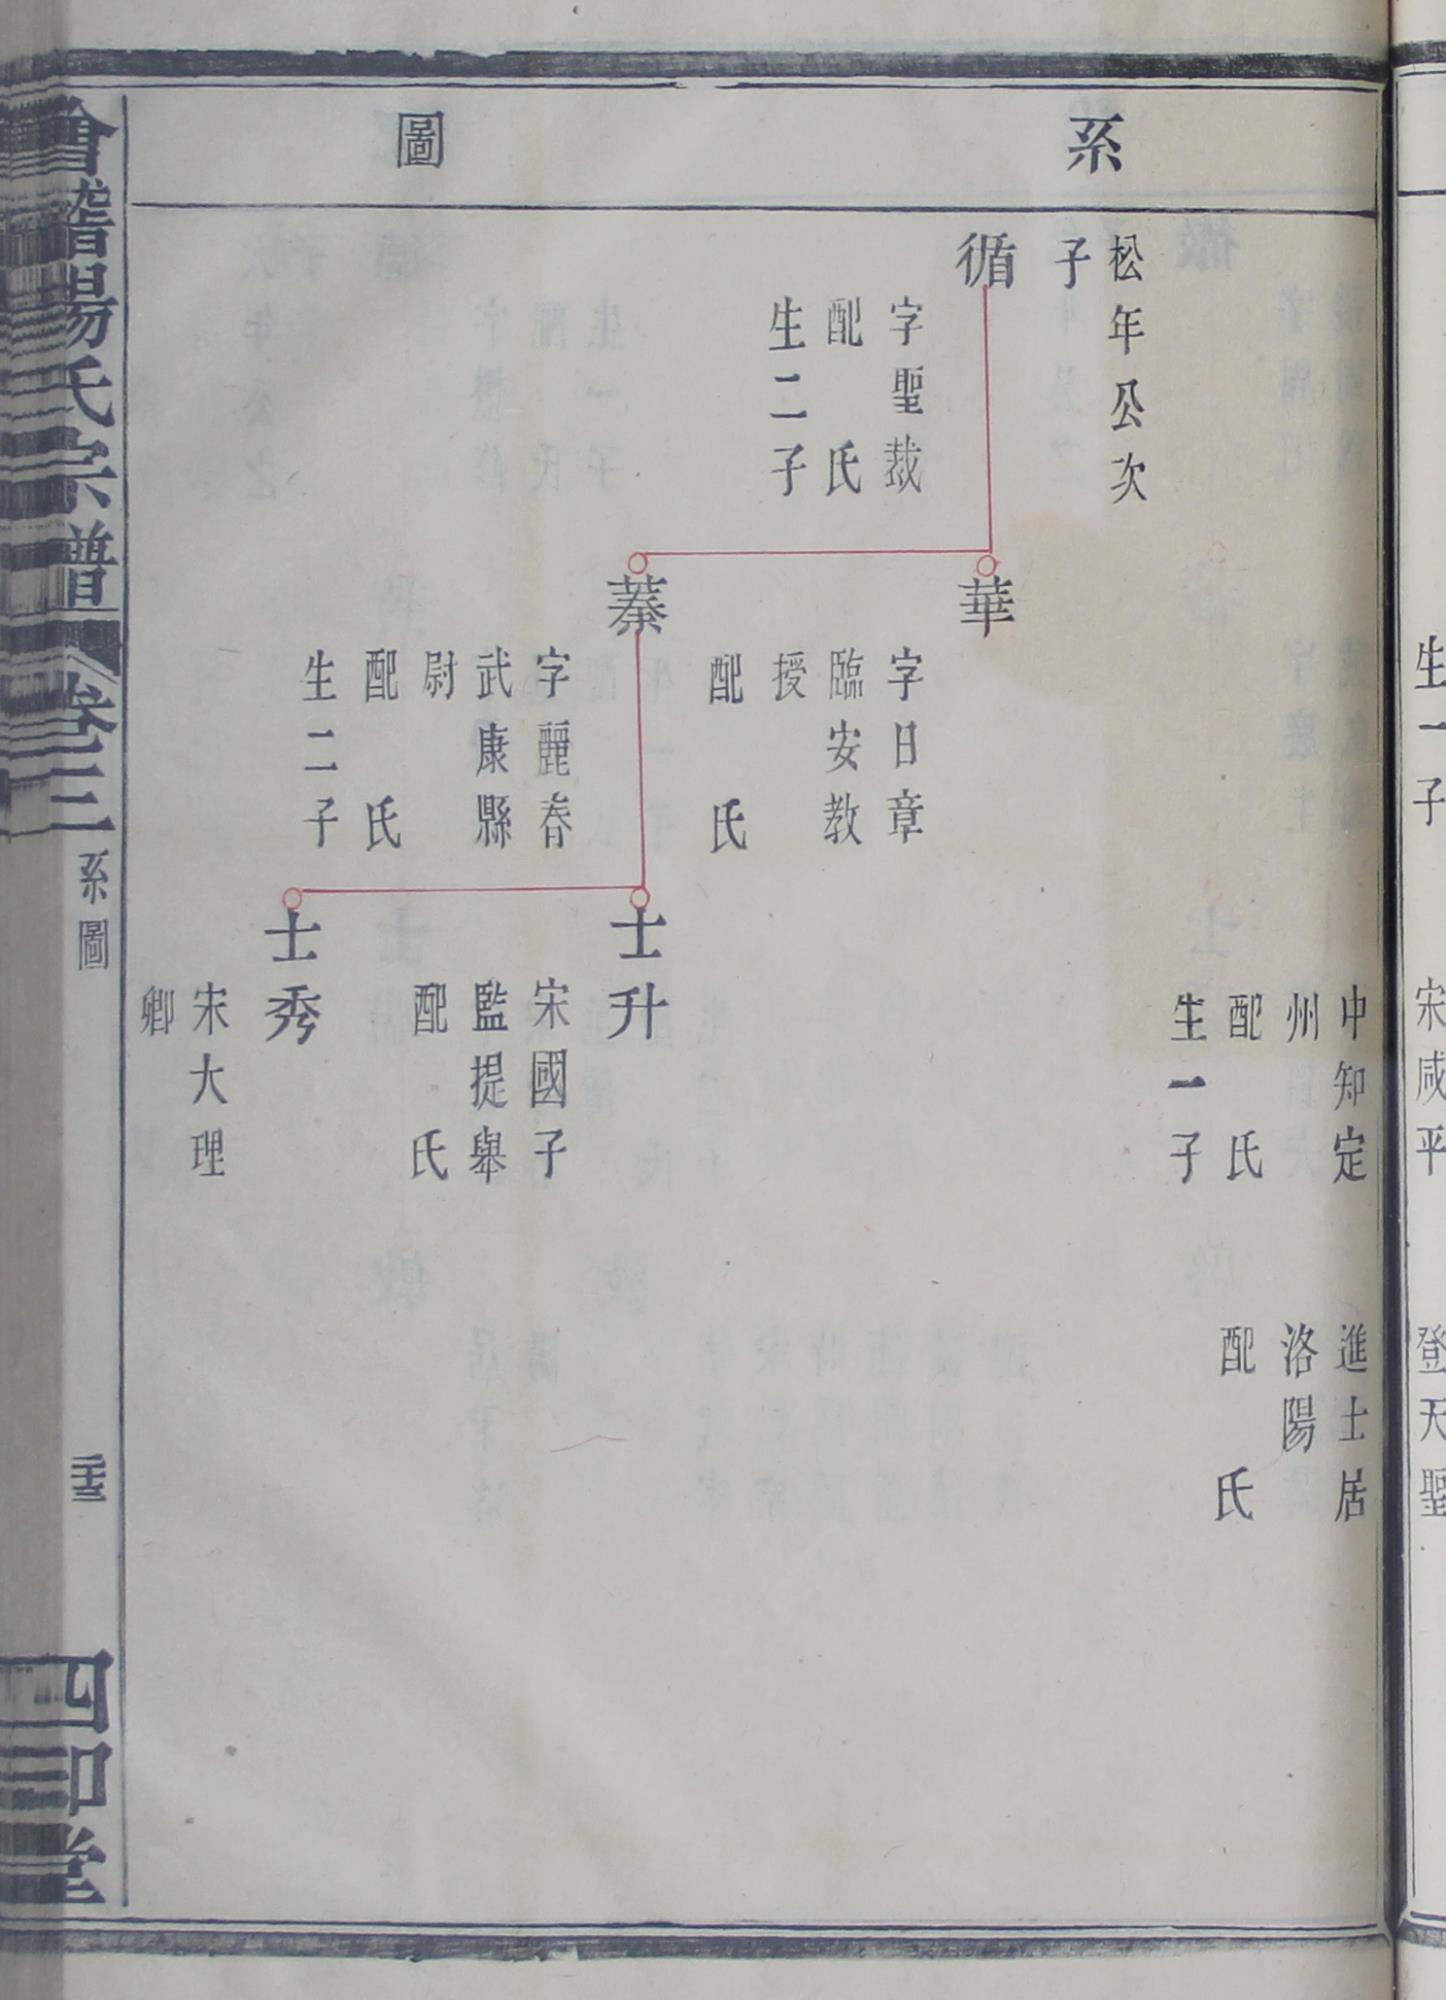 系圖
生一子
宋咸平
登天聖
中知定
州
配氏
生一子
進士居
洛陽
配氏
松年公次
子
循
字聖裁
配氏
生二子
華
字日章
臨安教
授
配氏
蓁
字麗春
武康縣
尉
配氏
生二子
士升
宋國子
監提舉
配氏
士秀
宋大理
卿
會稽楊氏宗譜
卷三
系圖
四知堂